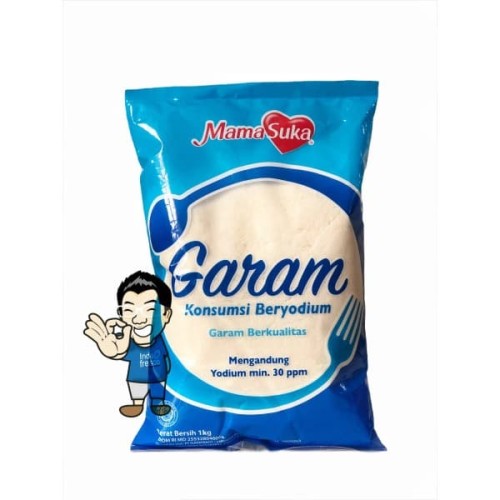 MamaSuka
Garam
Konsumsi Beryodium
Garam Berkualitas
Mengandung
Yodium min. 30 ppm
Berat Bersih 1kg